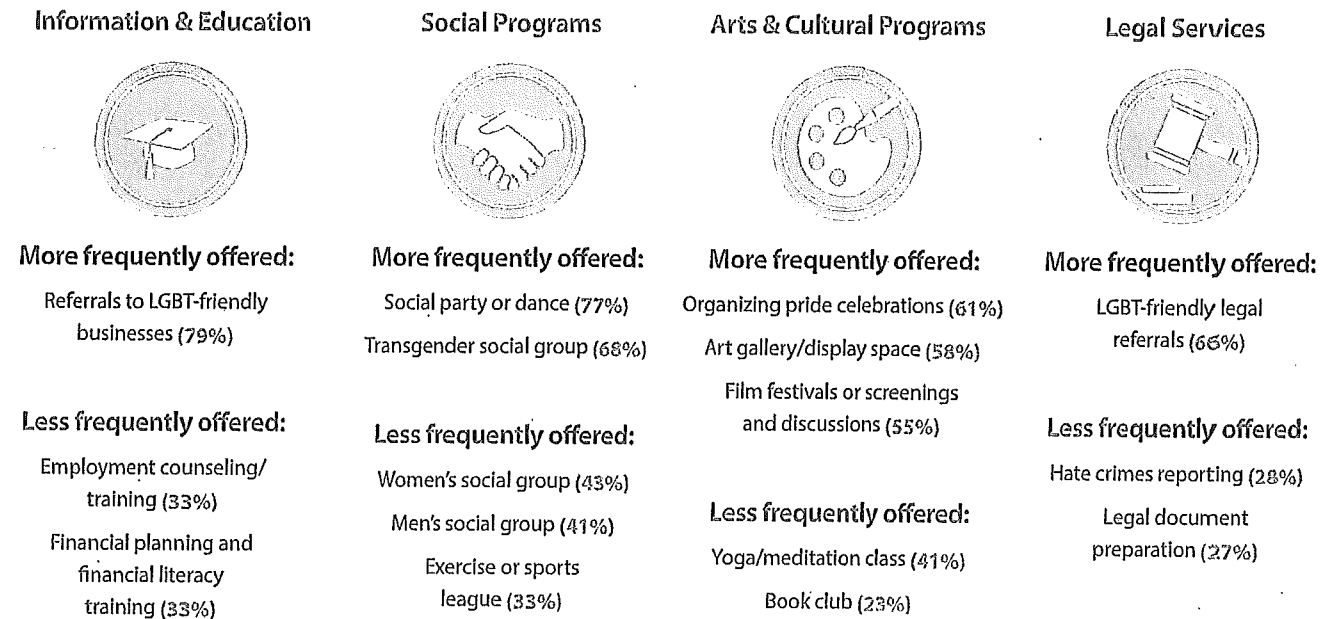 Information & Education
More frequently offered:
Referrals to LGBT-friendly
businesses (79%)
Less frequently offered:
Employment counseling/
training (33%)
Financial planning and
financial literacy
training (33%)
Social Programs
More frequently offered:
Social party or dance (77%)
Transgender social group (68%)
Less frequently offered:
Women's social group (43%)
Men's social group (41%)
Exercise or sports
league (33%)
Arts & Cultural Programs
More frequently offered:
Organizing pride celebrations (61%)
Art gallery/display space (58%)
Film festivals or screenings
and discussions (55%)
Less frequently offered:
Yoga/meditation class (41%)
Book club (23%)
Legal Services
More frequently offered:
LGBT-friendly legal
referrals (66%)
Less frequently offered:
Hate crimes reporting (28%)
Legal document
preparation (27%)